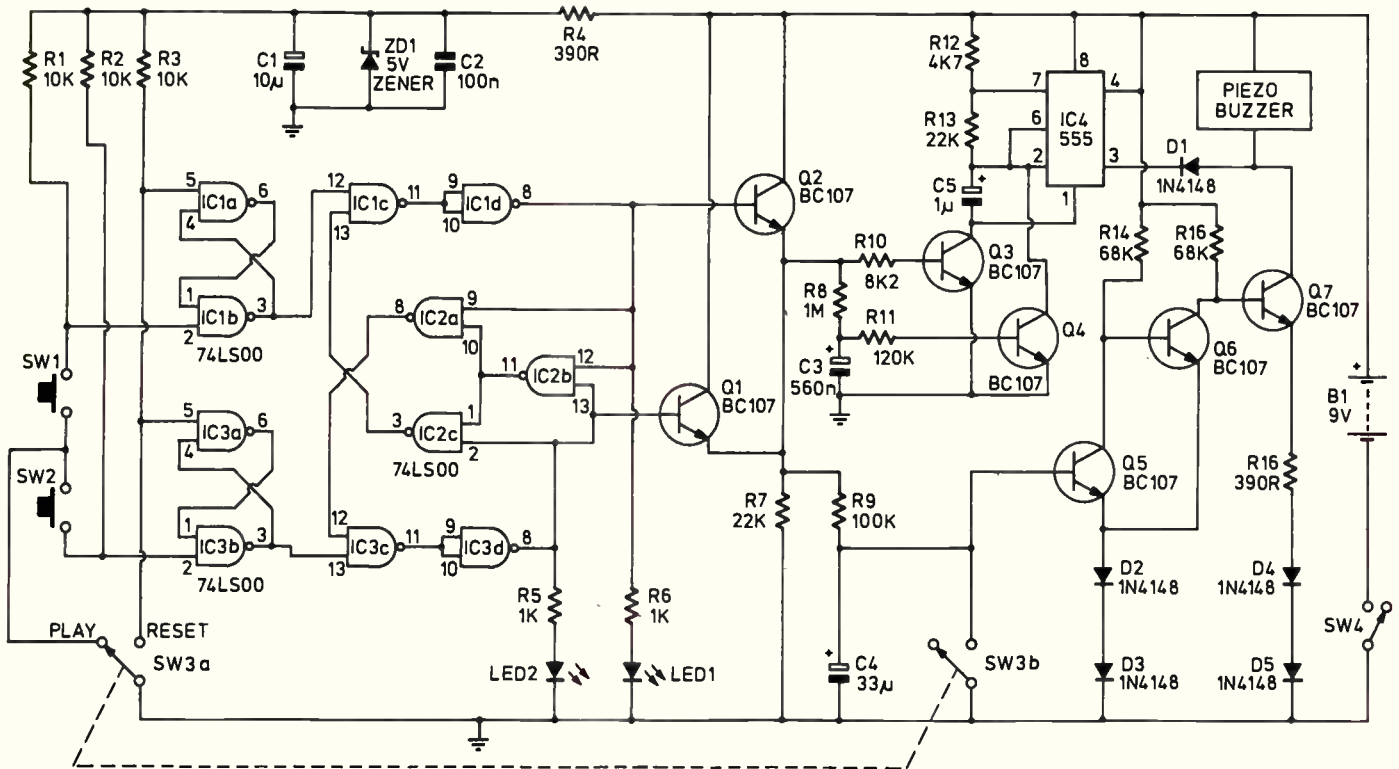 R1
10K
R2
10K
R3
10K
C1
10µ
ZD1
5V
ZENER
C2
100n
R4
390R
5
4
6
IC1a
1
2
3
IC1b
74LS00
12
13
11
IC1c
9
10
8
IC1d
8
9
10
IC2a
11
12
13
IC2b
3
1
2
IC2c
74LS00
5
4
6
IC3a
1
2
3
IC3b
74LS00
12
13
11
IC3c
9
10
8
IC3d
SW1
SW2
PLAY
RESET
SW3a
R5
1K
R6
1K
LED2
LED1
Q1
BC107
Q2
BC107
R7
22K
R9
100K
+
C4
33µ
SW3b
R10
8K2
R8
1M
R11
120K
+
C3
560n
Q3
BC107
Q4
BC107
R12
4K7
R13
22K
C5
+
1µ
7
6
2
8
4
3
1
IC4
555
PIEZO
BUZZER
D1
1N4148
R14
68K
R16
68K
Q5
BC107
Q6
BC107
Q7
BC107
R16
390R
D2
1N4148
D3
1N4148
D4
1N4148
D5
1N4148
+
B1
9V
SW4